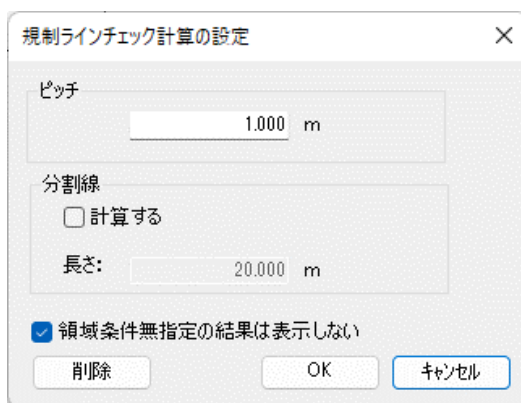 規制ラインチェック計算の設定
ピッチ
1.000 m
分割線
計算する
長さ: 20.000 m
領域条件無指定の結果は表示しない
削除 OK キャンセル